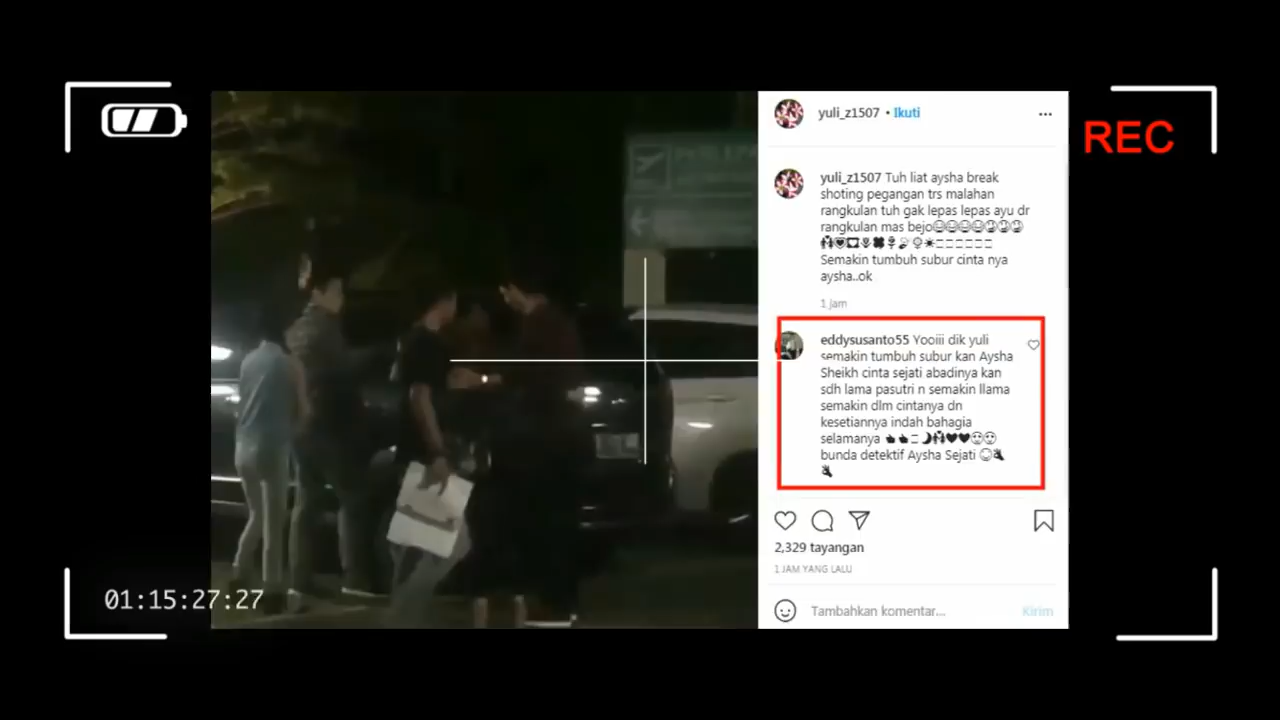 REC
yuli_z1507 • Ikuti
yuli_z1507 Tuh liat aysha break
shoting pegangan trs malahan
rangkulan tuh gak lepas lepas ayu dr
rangkulan mas bejo
Semakin tumbuh subur cinta nya
aysha..ok
1 jam
eddysusanto55 Yooiii dik yuli
semakin tumbuh subur kan Aysha
Sheikh cinta sejati abadinya kan
sdh lama pasutri n semakin llama
semakin dlm cintanya dn
kesetiannya indah bahagia
selamanya
bunda detektif Aysha Sejati
2,329 tayangan
1 JAM YANG LALU
Tambahkan komentar... Kirim
01:15:27:27